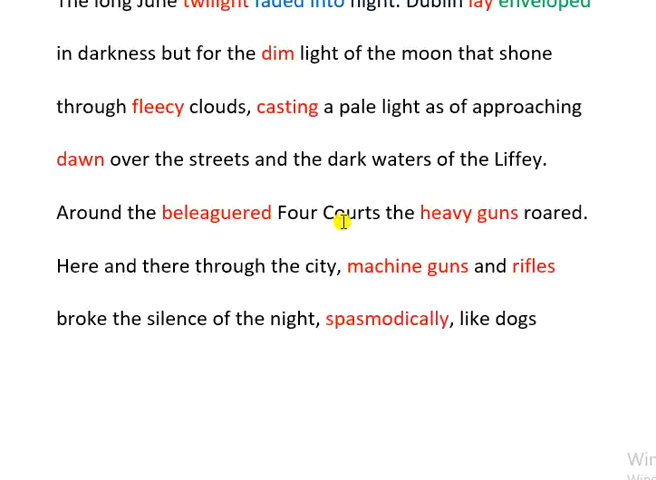 The long June twilight faded into night. Dublin lay enveloped
in darkness but for the dim light of the moon that shone
through fleecy clouds, casting a pale light as of approaching
dawn over the streets and the dark waters of the Liffey.
Around the beleaguered Four Courts the heavy guns roared.
Here and there through the city, machine guns and rifles
broke the silence of the night, spasmodically, like dogs
Win